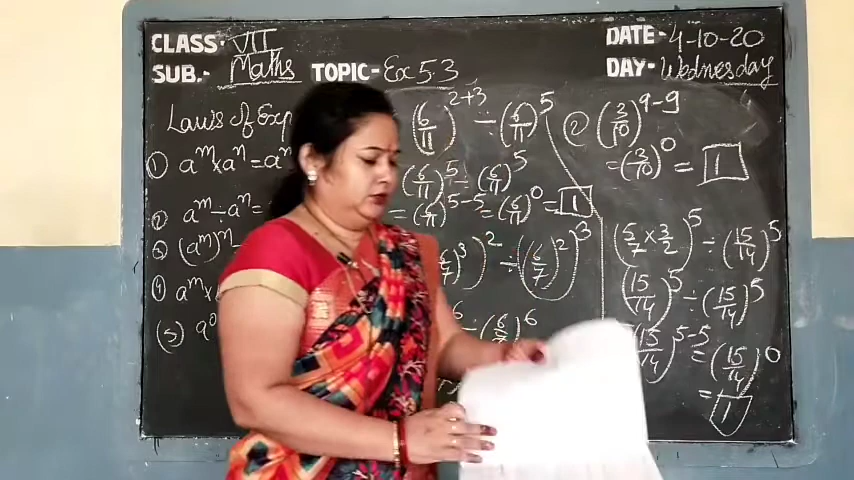 CLASS- VII
SUB.- Maths
TOPIC- Ex 5.3
DATE- 4-10-20
DAY- Wednesday
Laws of Exp
① a^m×a^n=a^m
② a^m÷a^n
③ (a^m)^n
④ a^m×
⑤ a^0
(6/11)^2+3 ÷ (6/11)^5
(6/11)^5 ÷ (6/11)^5
=(6/11)^5-5 = (6/11)^0 = 1
6/7)^3)^2 ÷ ((6/7)^2)^3
6 ÷ (6/7)^6
② (3/10)^9-9
=(3/10)^0 = 1
(5/7 × 3/2)^5 ÷ (15/14)^5
(15/14)^5 ÷ (15/14)^5
(15/14)^5-5 = (15/14)^0
= 1